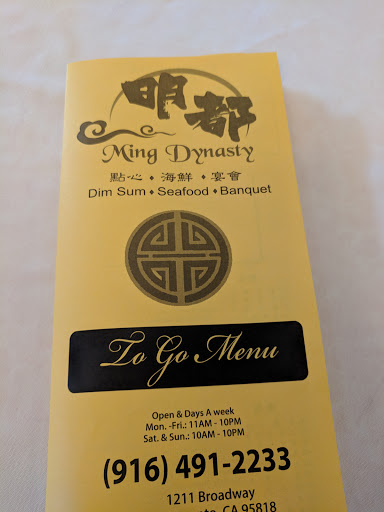 明都
Ming Dynasty
點心 • 海鮮 • 宴會
Dim Sum • Seafood • Banquet
To Go Menu
Open & Days A week
Mon. -Fri.: 11AM - 10PM
Sat. & Sun.: 10AM - 10PM
(916) 491-2233
1211 Broadway
CA 95818